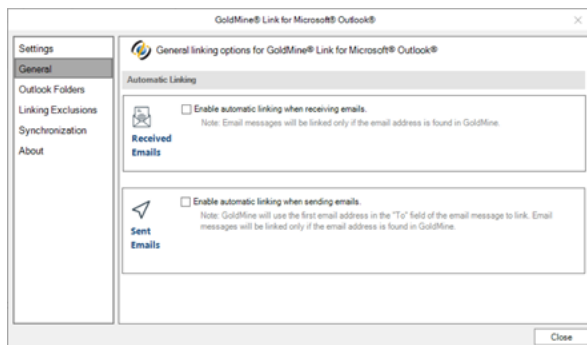 GoldMine® Link for Microsoft® Outlook®
Settings
General
Outlook Folders
Linking Exclusions
Synchronization
About
General linking options for GoldMine® Link for Microsoft® Outlook®
Automatic Linking
Enable automatic linking when receiving emails.
Note: Email messages will be linked only if the email address is found in GoldMine.
Received
Emails
Enable automatic linking when sending emails.
Note: GoldMine will use the first email address in the "To" field of the email message to link. Email
messages will be linked only if the email address is found in GoldMine.
Sent
Emails
Close